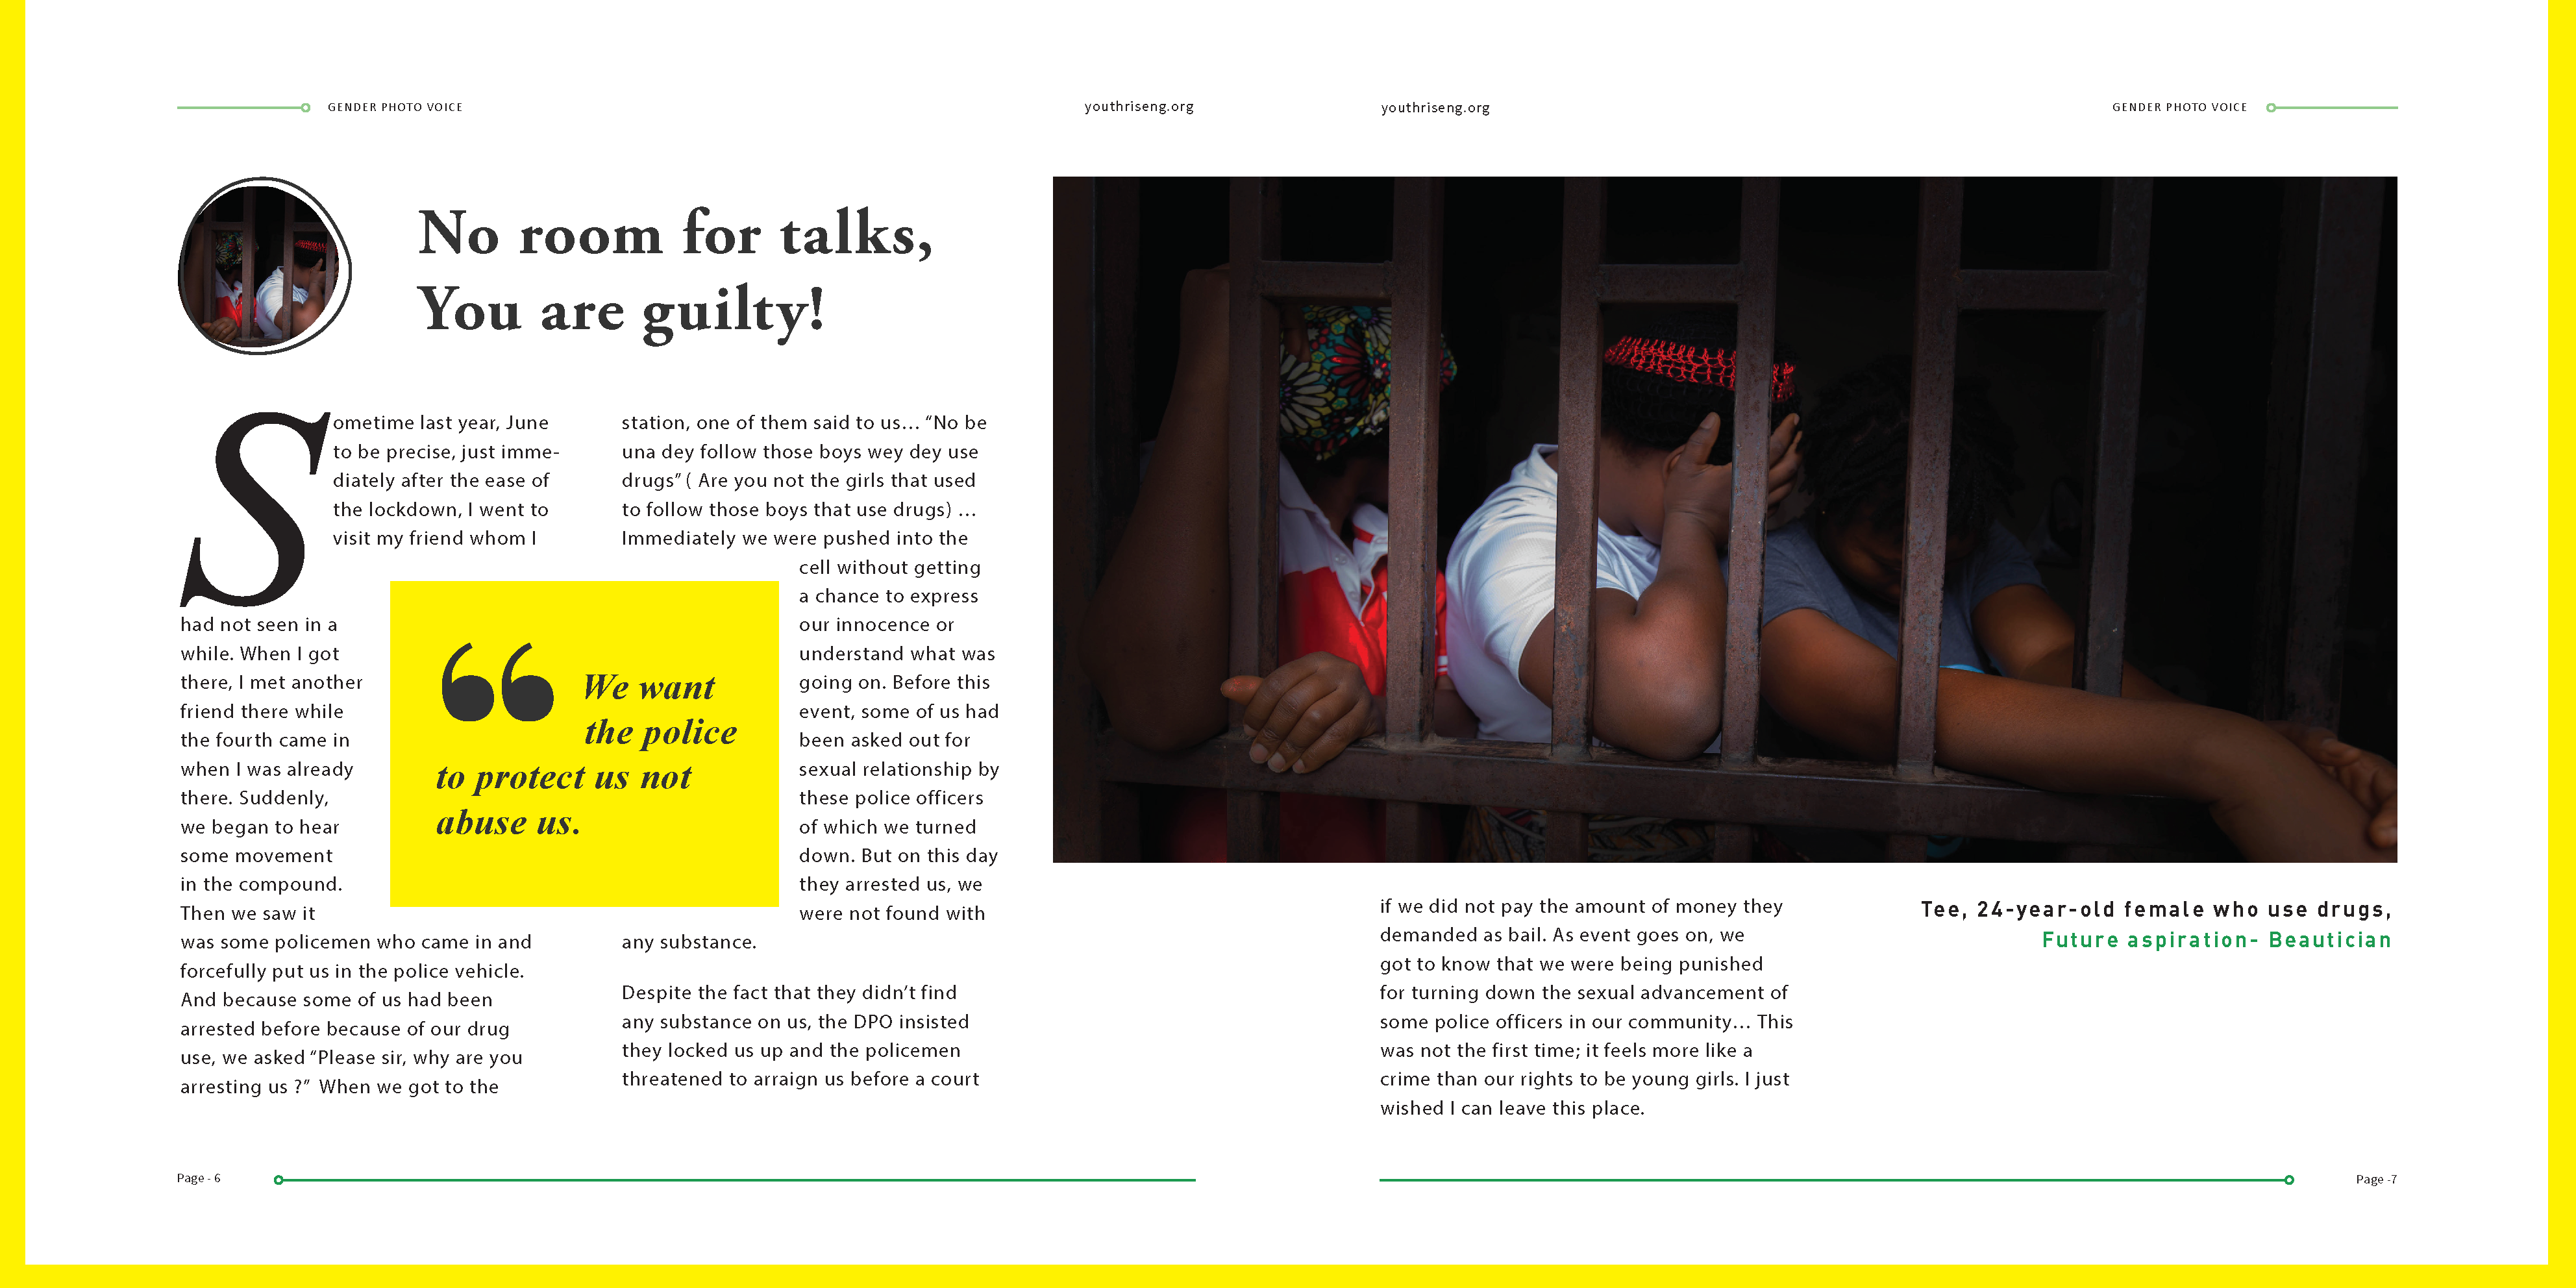 GENDER PHOTO VOICE
youthriseng.org
No room for talks,
You are guilty!
Sometime last year, June
to be precise, just imme-
diately after the ease of
the lockdown, I went to
visit my friend whom I
had not seen in a
while. When I got
there, I met another
friend there while
the fourth came in
when I was already
there. Suddenly,
we began to hear
some movement
in the compound.
Then we saw it
was some policemen who came in and
forcefully put us in the police vehicle.
And because some of us had been
arrested before because of our drug
use, we asked “Please sir, why are you
arresting us ?” When we got to the
“ We want
the police
to protect us not
abuse us.
station, one of them said to us… “No be
una dey follow those boys wey dey use
drugs” ( Are you not the girls that used
to follow those boys that use drugs) …
Immediately we were pushed into the
cell without getting
a chance to express
our innocence or
understand what was
going on. Before this
event, some of us had
been asked out for
sexual relationship by
these police officers
of which we turned
down. But on this day
they arrested us, we
were not found with
any substance.
Despite the fact that they didn’t find
any substance on us, the DPO insisted
they locked us up and the policemen
threatened to arraign us before a court
Page - 6
youthriseng.org
GENDER PHOTO VOICE
if we did not pay the amount of money they
demanded as bail. As event goes on, we
got to know that we were being punished
for turning down the sexual advancement of
some police officers in our community… This
was not the first time; it feels more like a
crime than our rights to be young girls. I just
wished I can leave this place.
Tee, 24-year-old female who use drugs,
Future aspiration- Beautician
Page -7